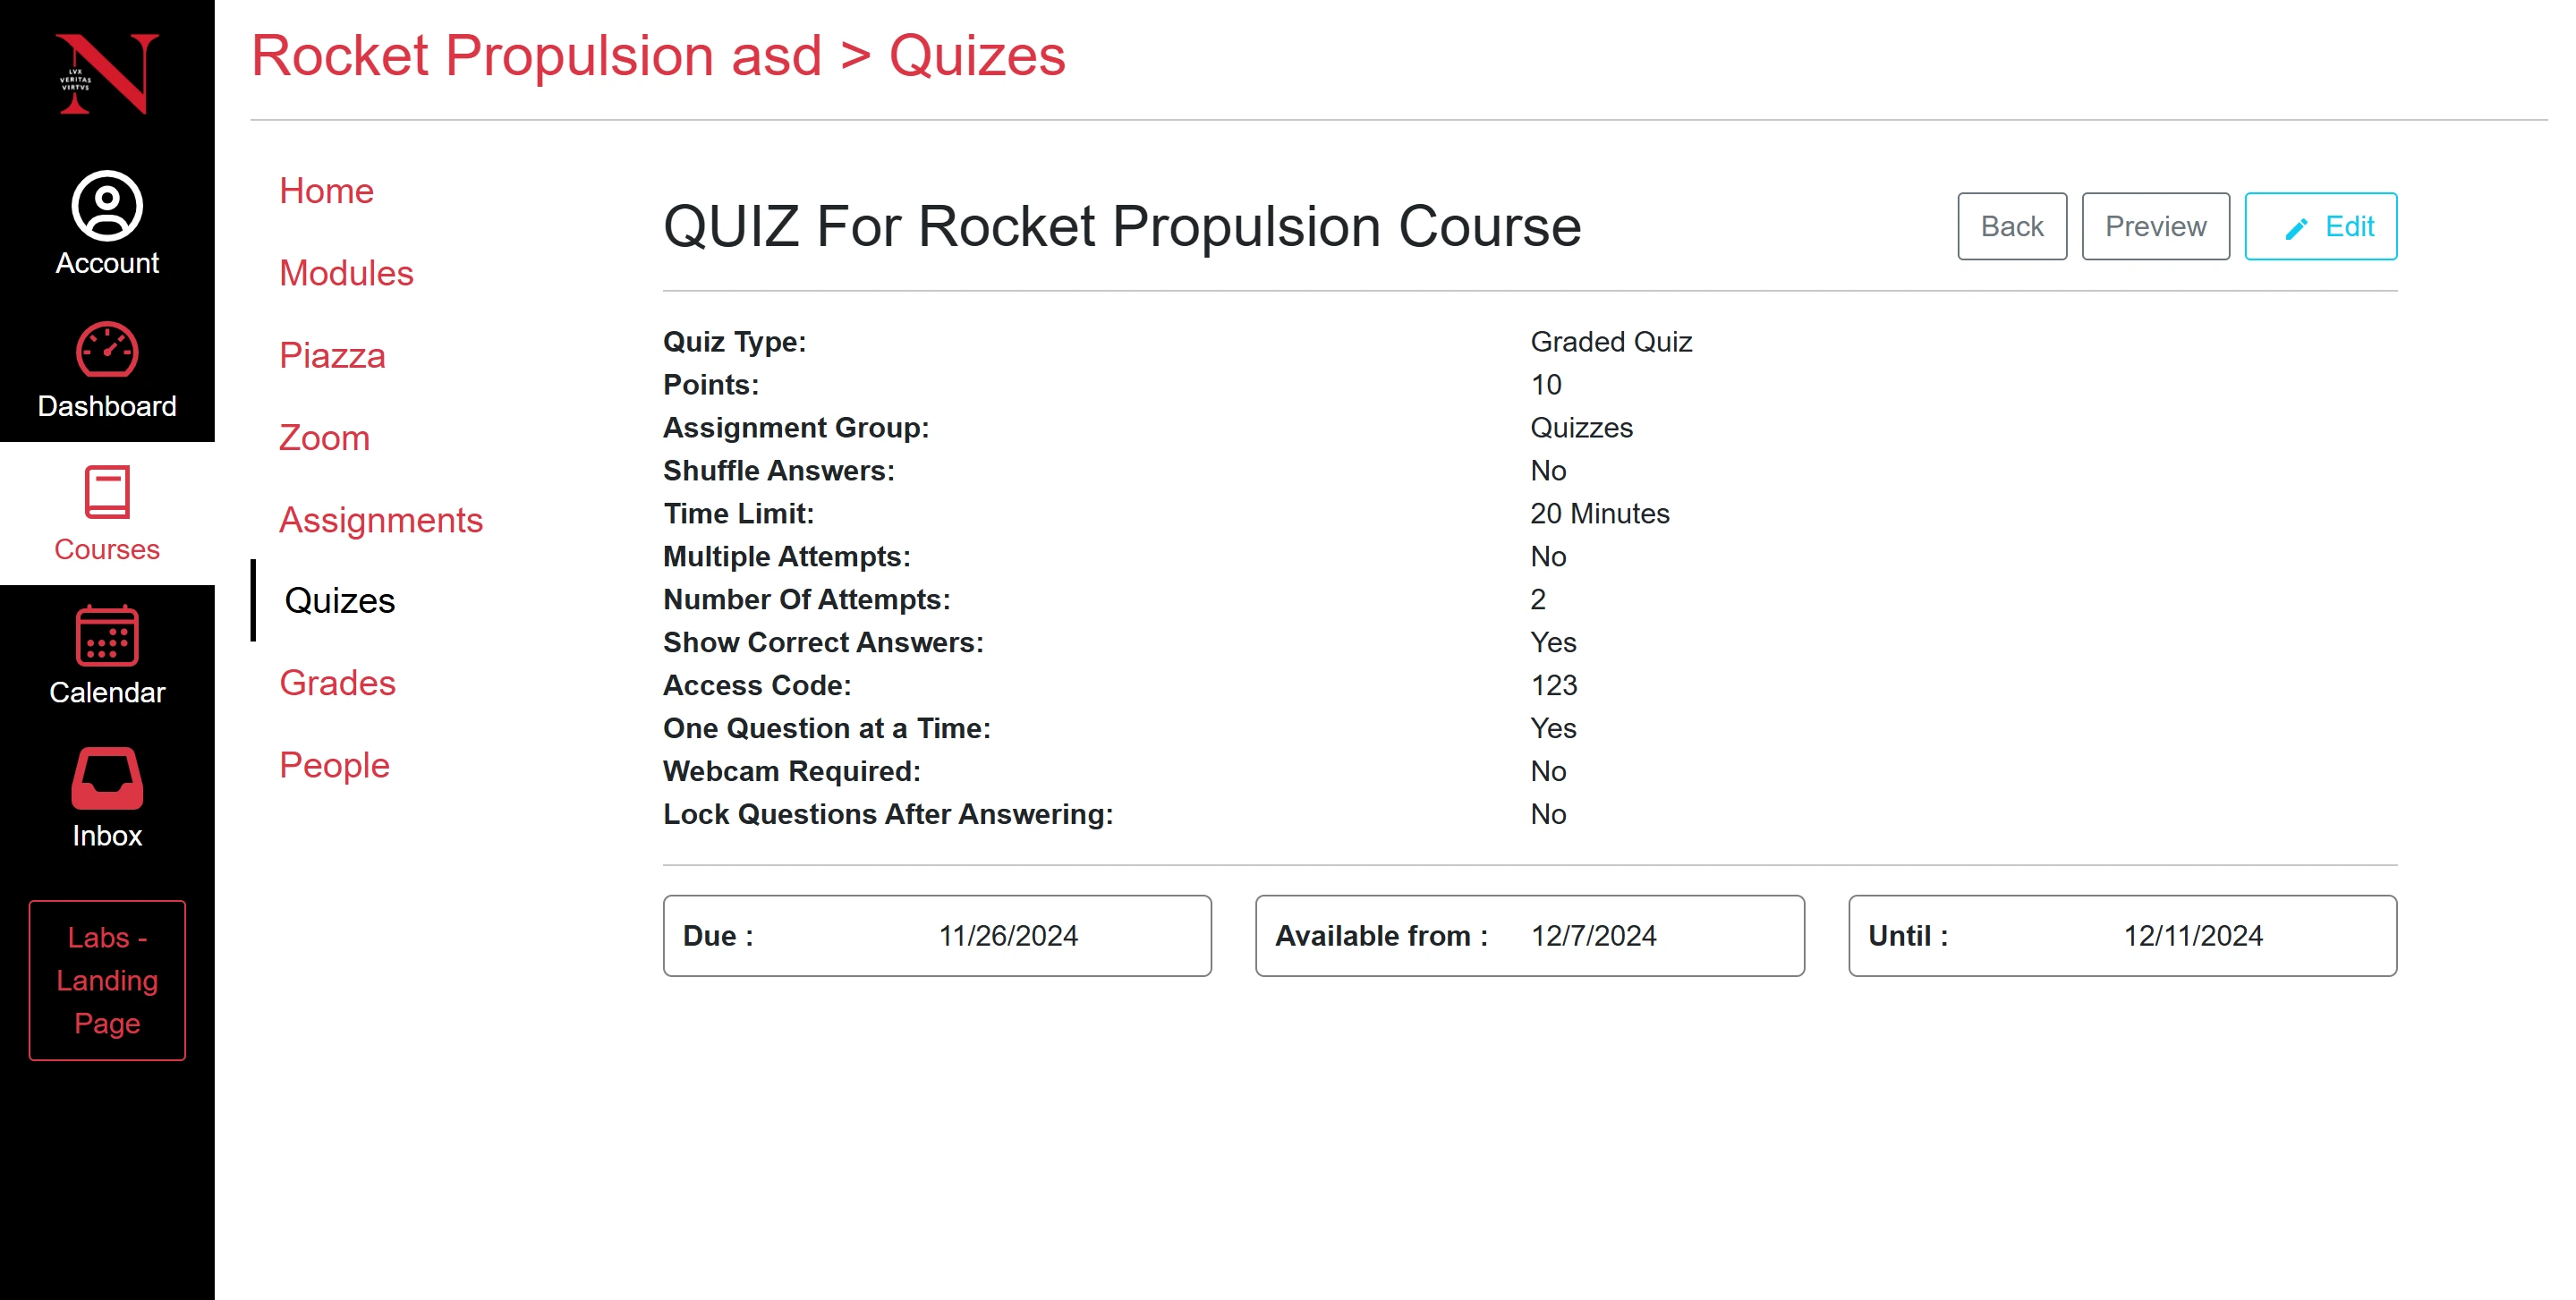 LVX
VERITAS
VIRTVS
Account
Dashboard
Courses
Calendar
Inbox
Labs -
Landing
Page
Rocket Propulsion asd > Quizes
Home
Modules
Piazza
Zoom
Assignments
Quizes
Grades
People
QUIZ For Rocket Propulsion Course
Back
Preview
Edit
Quiz Type: Graded Quiz
Points: 10
Assignment Group: Quizzes
Shuffle Answers: No
Time Limit: 20 Minutes
Multiple Attempts: No
Number Of Attempts: 2
Show Correct Answers: Yes
Access Code: 123
One Question at a Time: Yes
Webcam Required: No
Lock Questions After Answering: No
Due : 11/26/2024
Available from : 12/7/2024
Until : 12/11/2024